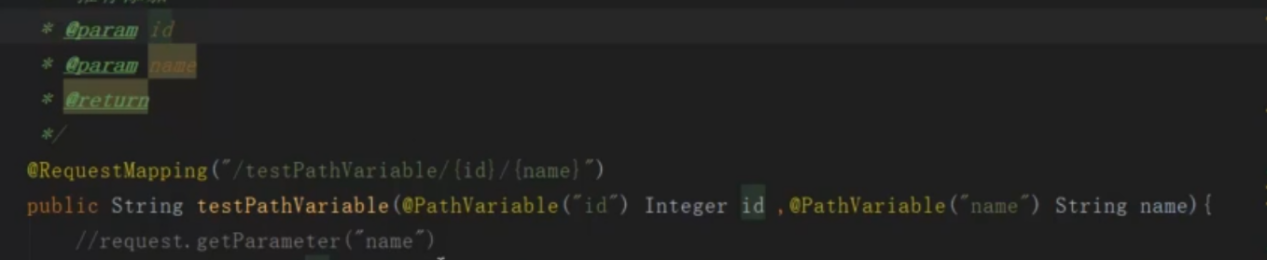 * @param id
* @param name
* @return
*/
@RequestMapping("/testPathVariable/{id}/{name}")
public String testPathVariable(@PathVariable("id") Integer id ,@PathVariable("name") String name){
//request.getParameter("name")